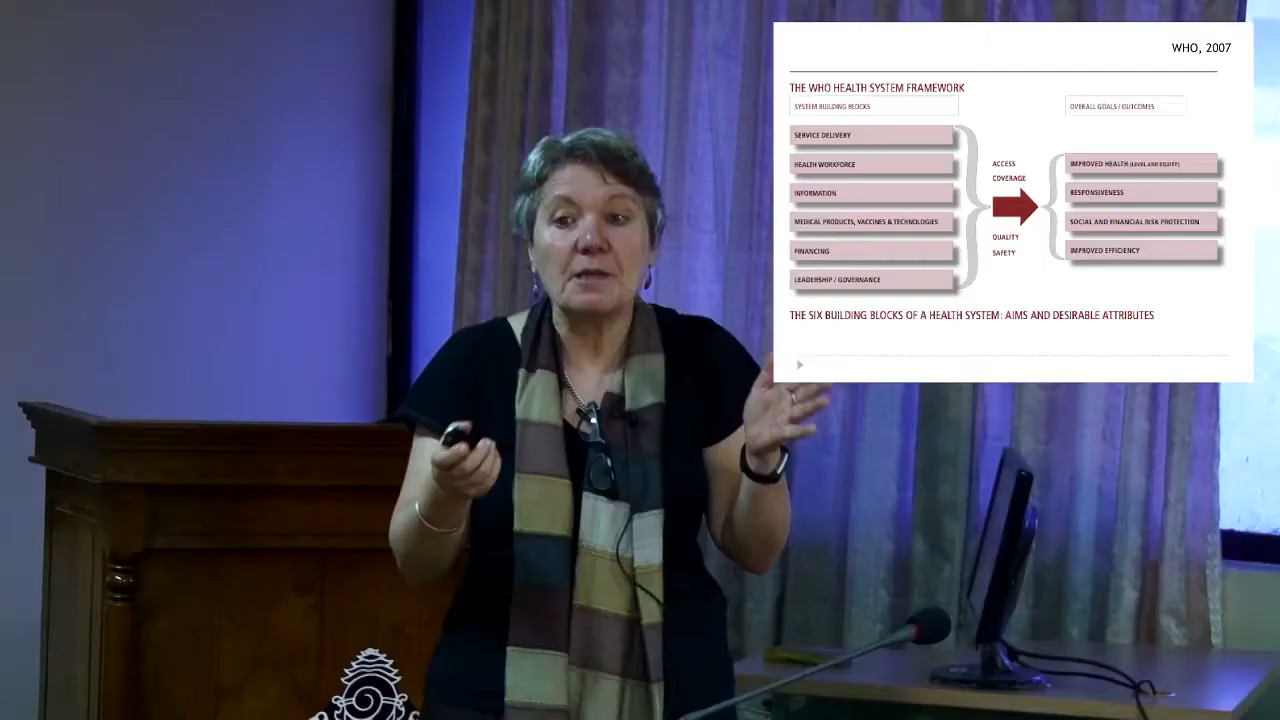 WHO, 2007
THE WHO HEALTH SYSTEM FRAMEWORK
SYSTEM BUILDING BLOCKS
OVERALL GOALS / OUTCOMES
SERVICE DELIVERY
HEALTH WORKFORCE
INFORMATION
MEDICAL PRODUCTS, VACCINES & TECHNOLOGIES
FINANCING
LEADERSHIP / GOVERNANCE
ACCESS
COVERAGE
QUALITY
SAFETY
IMPROVED HEALTH (LEVEL AND EQUITY)
RESPONSIVENESS
SOCIAL AND FINANCIAL RISK PROTECTION
IMPROVED EFFICIENCY
THE SIX BUILDING BLOCKS OF A HEALTH SYSTEM: AIMS AND DESIRABLE ATTRIBUTES